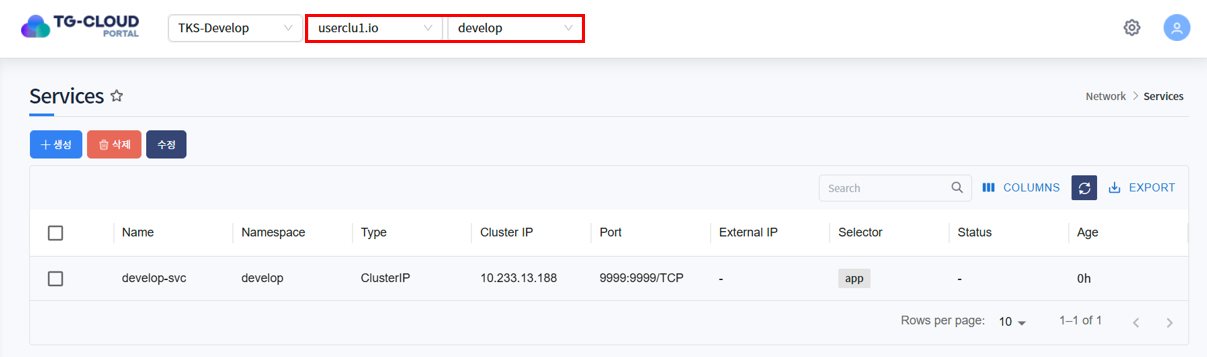 TG-CLOUD
PORTAL
TKS-Develop
userclu1.io
develop
Services
Network > Services
+ 생성
삭제
수정
Search
COLUMNS
EXPORT
Name Namespace Type Cluster IP Port External IP Selector Status Age
develop-svc develop ClusterIP 10.233.13.188 9999:9999/TCP - app - 0h
Rows per page: 10 1–1 of 1